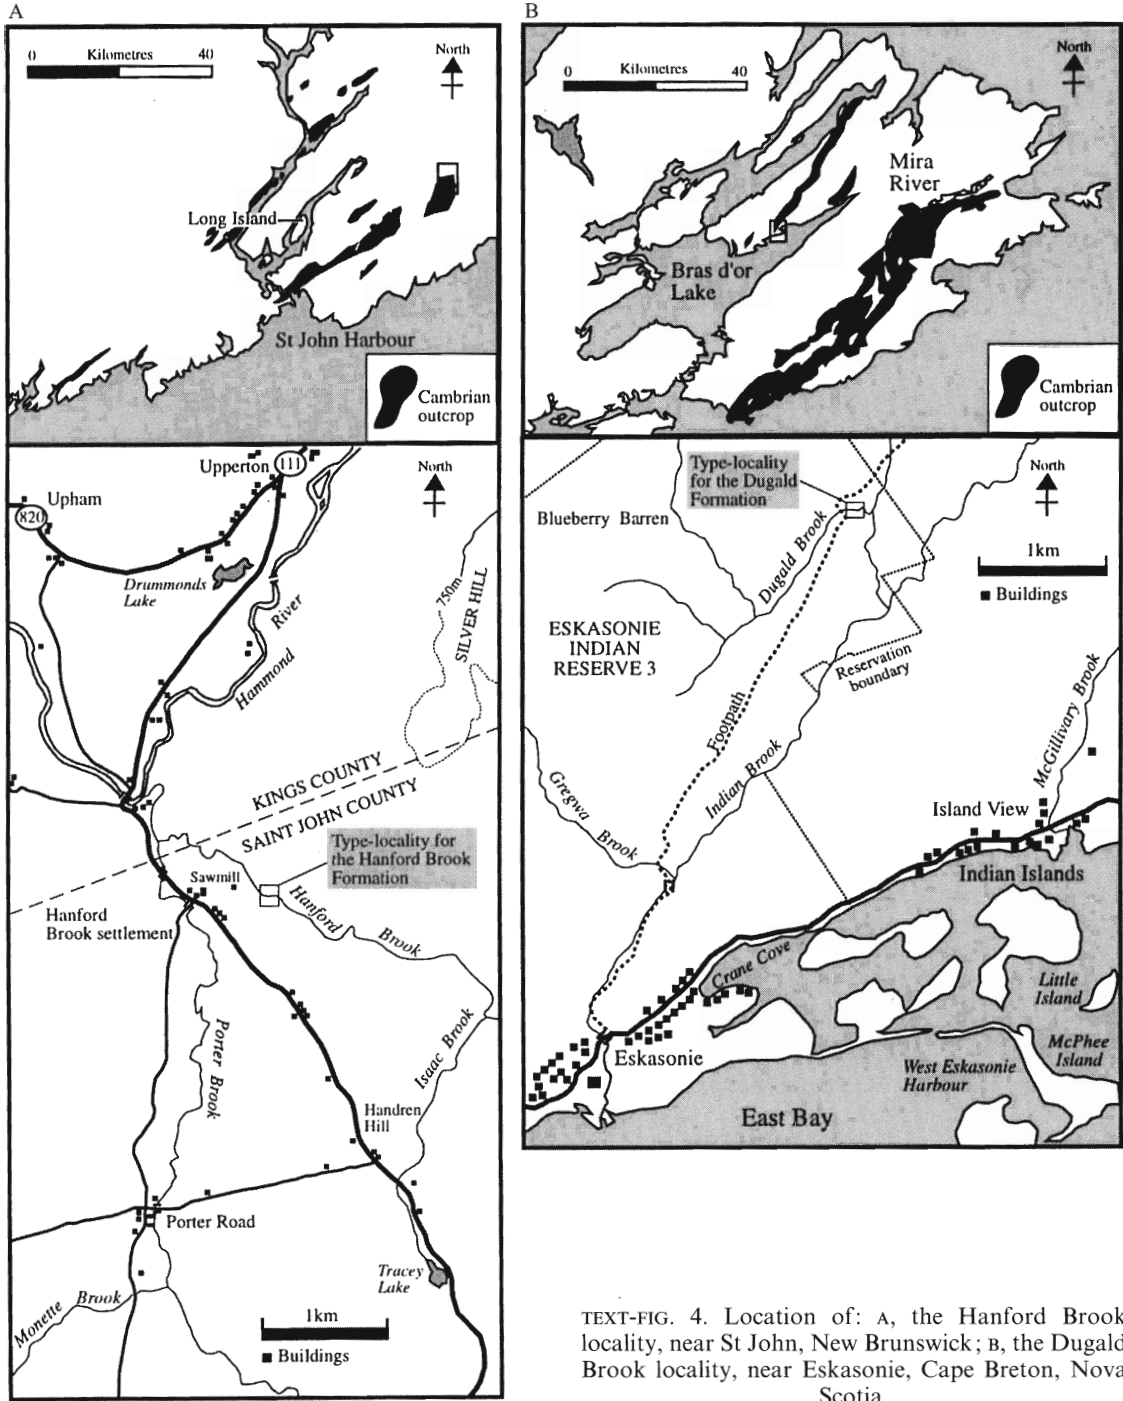 A
0 Kilometres 40
North
Long Island
St John Harbour
Cambrian
outcrop
Upperton 111
Upham
820
North
Drummonds
Lake
River
Hammond
750m
SILVER HILL
KINGS COUNTY
SAINT JOHN COUNTY
Type-locality for
the Hanford Brook
Formation
Sawmill
Hanford
Brook settlement
Hanford Brook
Porter Brook
Isaac Brook
Handren
Hill
Porter Road
Tracey
Lake
Monette Brook
1km
Buildings
B
0 Kilometres 40
North
Mira
River
Bras d'or
Lake
Cambrian
outcrop
Type-locality
for the Dugald
Formation
North
Blueberry Barren
Dugald Brook
1km
Buildings
ESKASONIE
INDIAN
RESERVE 3
Reservation
boundary
Footpath
Indian Brook
McGillivary Brook
Gregwa Brook
Island View
Indian Islands
Crane Cove
Little
Island
McPhee
Island
Eskasonie
West Eskasonie
Harbour
East Bay
TEXT-FIG. 4. Location of: A, the Hanford Brook
locality, near St John, New Brunswick; B, the Dugald
Brook locality, near Eskasonie, Cape Breton, Nova
Scotia